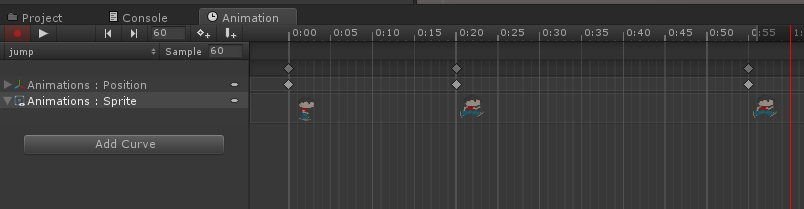 Project Console Animation
60 0:00 0:05 0:10 0:15 0:20 0:25 0:30 0:35 0:40 0:45 0:50 0:55 1:
jump Sample 60
Animations : Position
Animations : Sprite
Add Curve